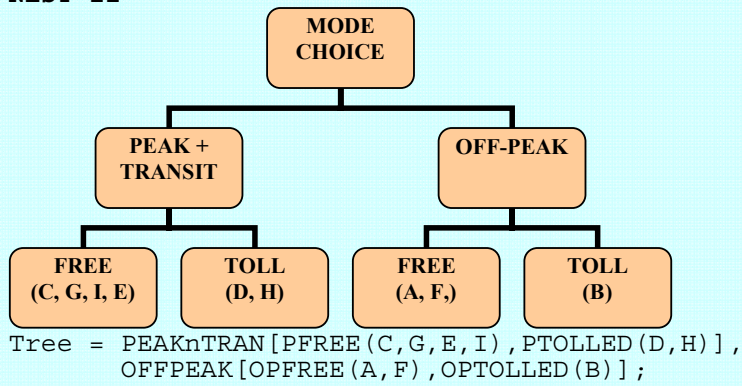 MODE
CHOICE
PEAK +
TRANSIT
OFF-PEAK
FREE
(C, G, I, E)
TOLL
(D, H)
FREE
(A, F,)
TOLL
(B)
Tree = PEAKnTRAN[PFREE(C,G,E,I),PTOLLED(D,H)],
OFFPEAK[OPFREE(A,F),OPTOLLED(B)];